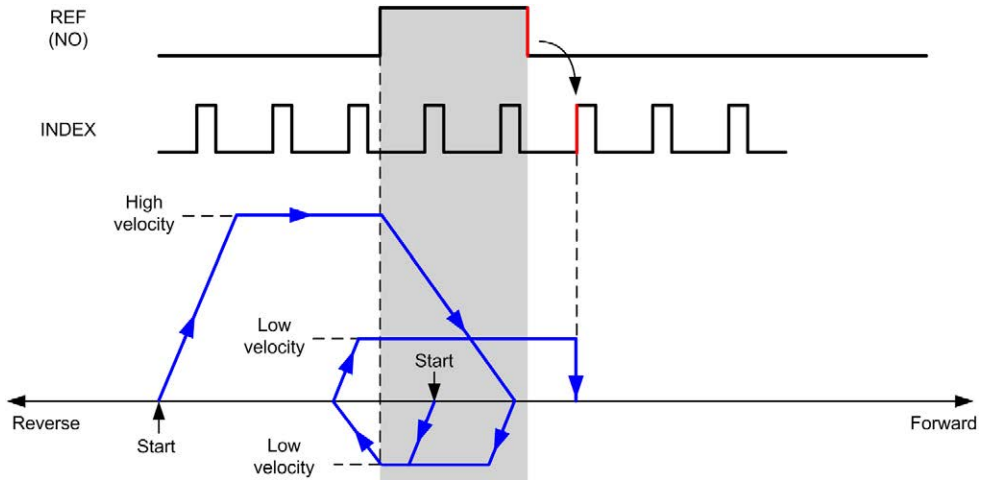 REF
(NO)
INDEX
High
velocity
Low
velocity
Start
Reverse
Forward
Start
Low
velocity